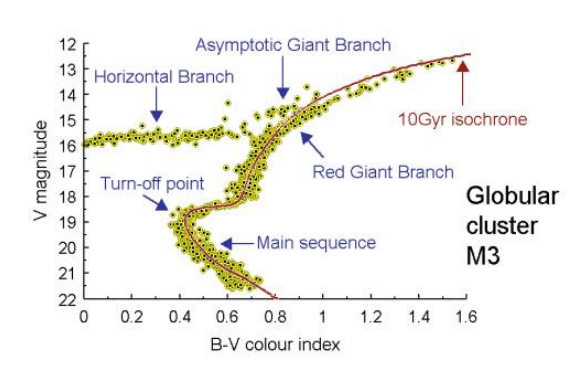 12
13
14
15
16
17
18
19
20
21
22
V magnitude
Asymptotic Giant Branch
Horizontal Branch
10Gyr isochrone
Red Giant Branch
Turn-off point
Main sequence
Globular
cluster
M3
0 0.2 0.4 0.6 0.8 1 1.2 1.4 1.6
B-V colour index